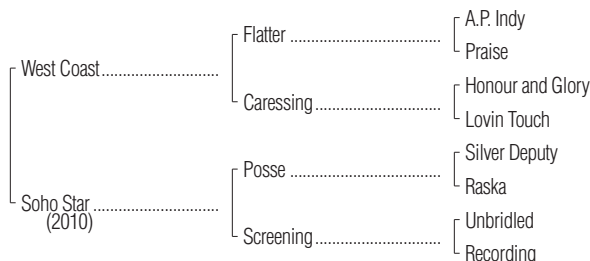 A.P. Indy
Flatter ........................................
Praise
West Coast..............................
Honour and Glory
Caressing ....................................
Lovin Touch
Silver Deputy
Posse ..........................................
Raska
Soho Star ................................
(2010)
Unbridled
Screening ....................................
Recording